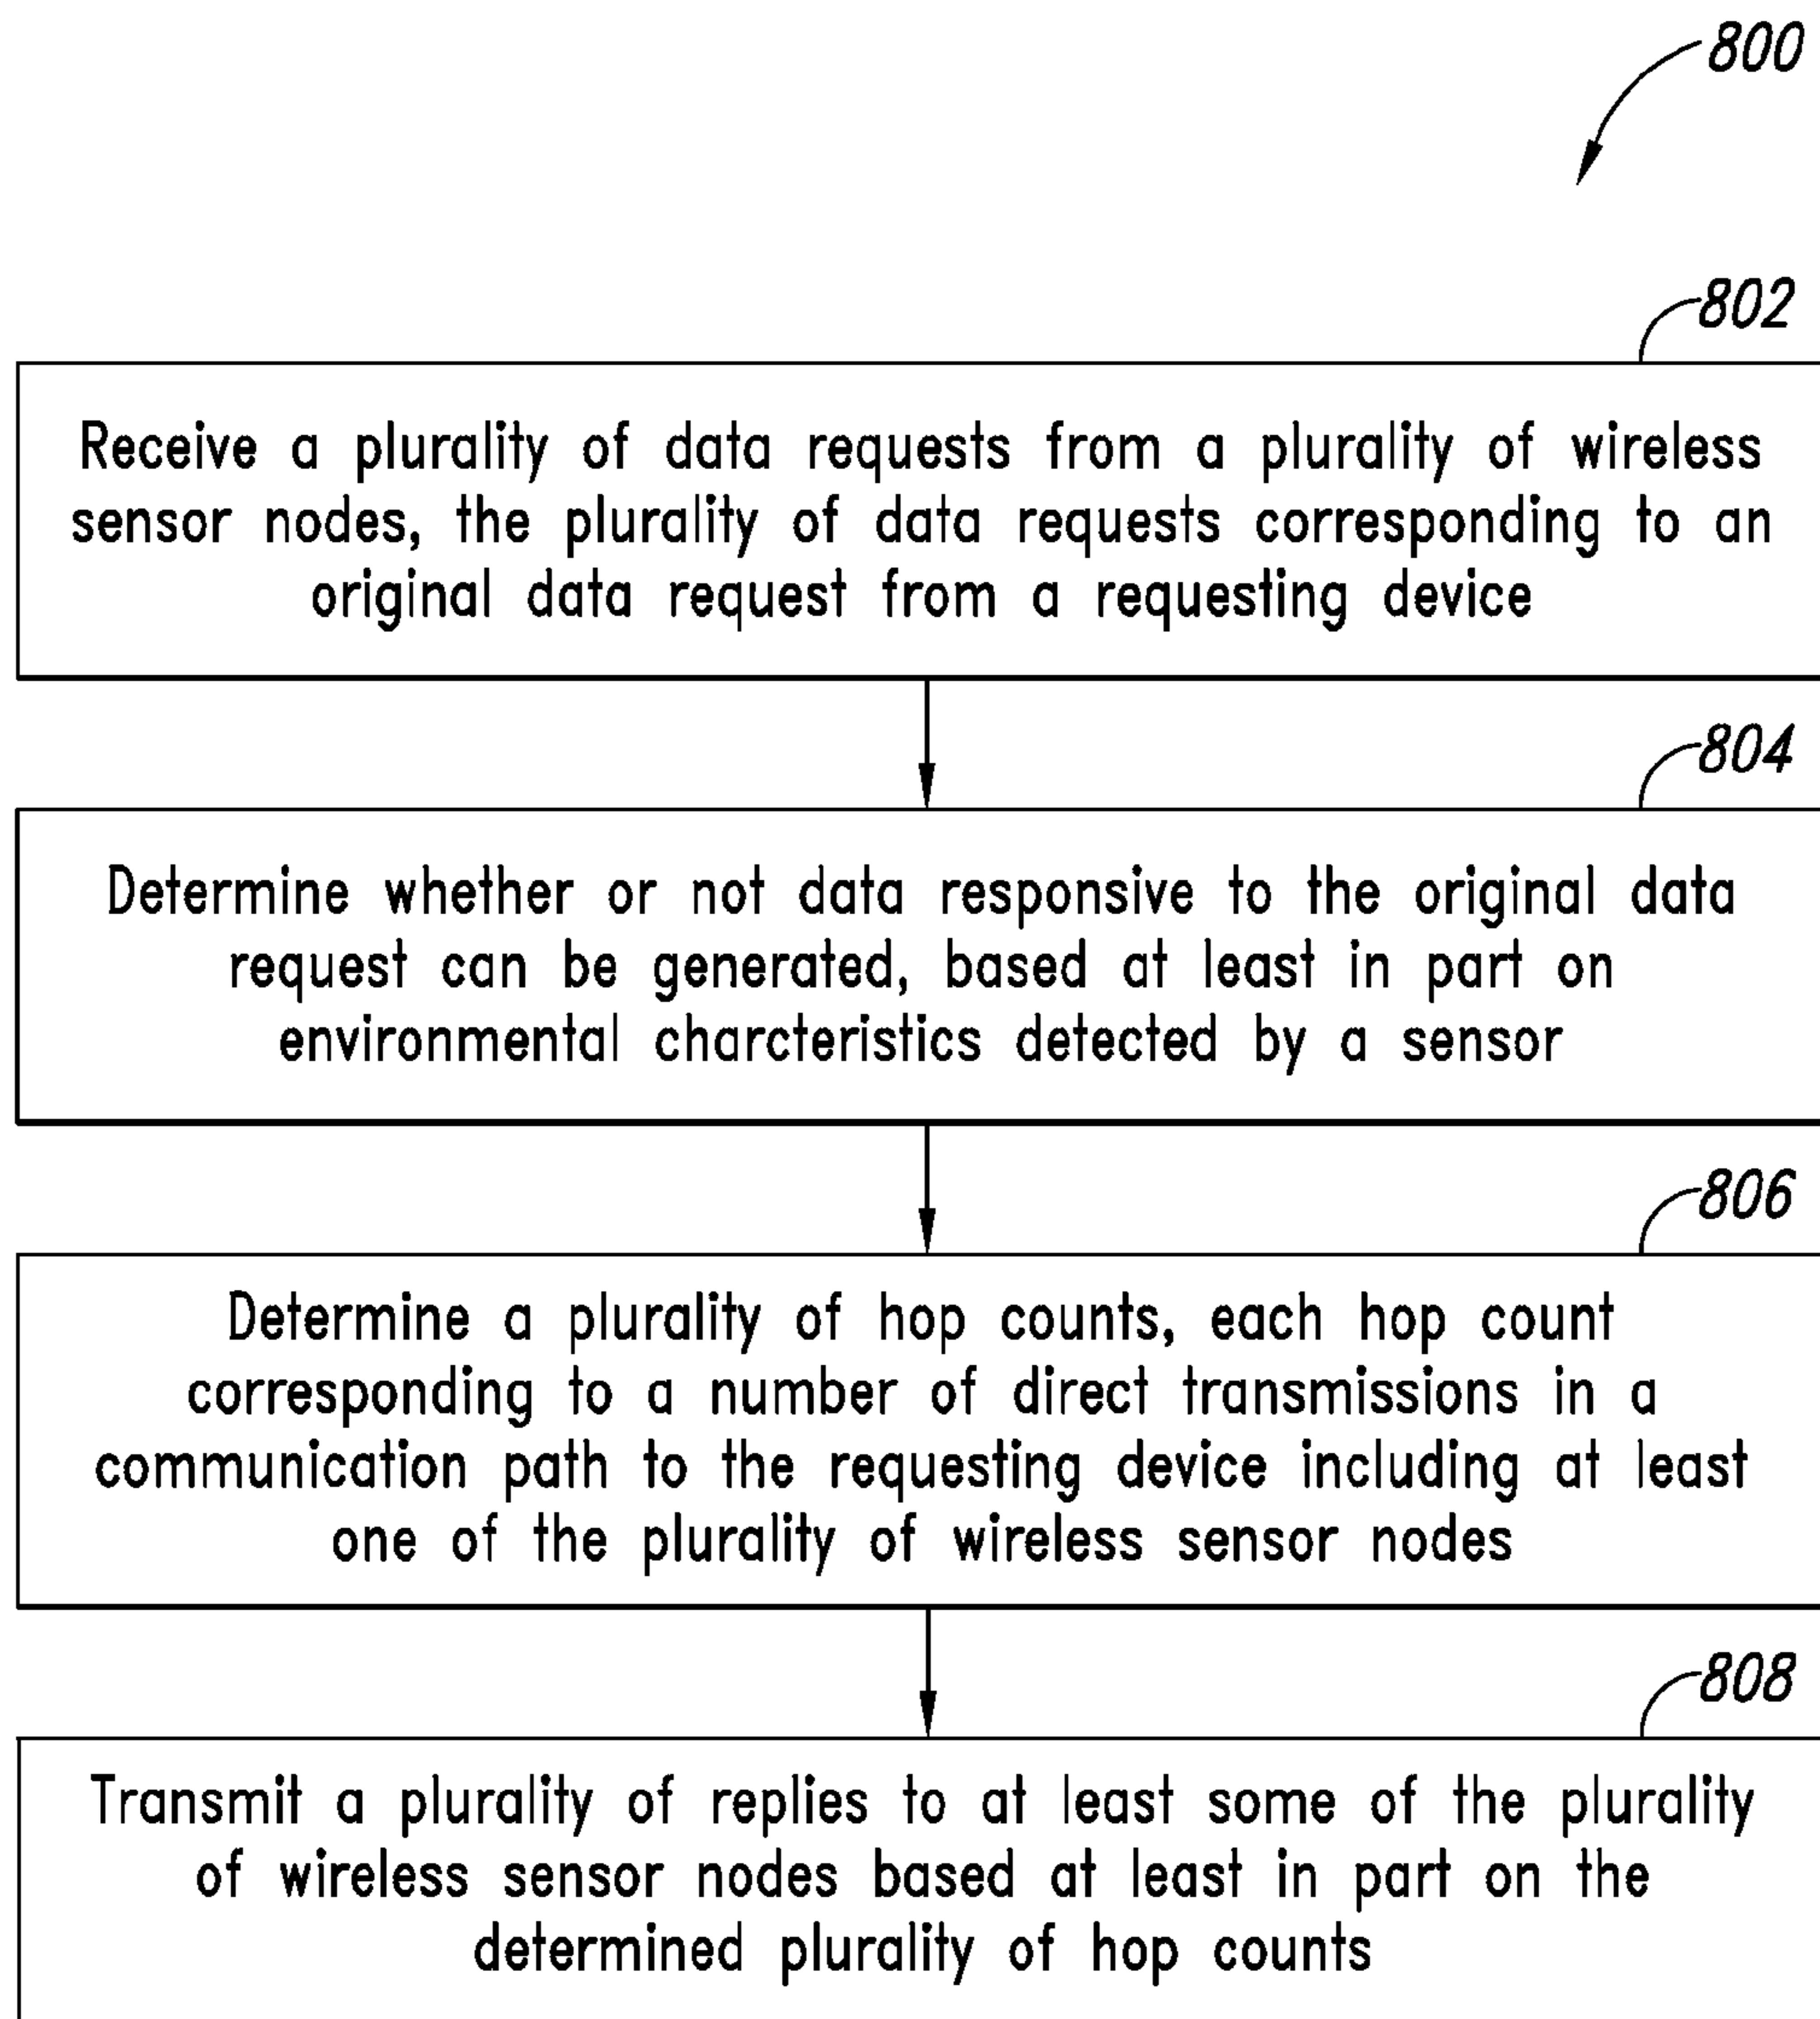 800
802
Receive a plurality of data requests from a plurality of wireless
sensor nodes, the plurality of data requests corresponding to an
original data request from a requesting device
804
Determine whether or not data responsive to the original data
request can be generated, based at least in part on
environmental charcteristics detected by a sensor
806
Determine a plurality of hop counts, each hop count
corresponding to a number of direct transmissions in a
communication path to the requesting device including at least
one of the plurality of wireless sensor nodes
808
Transmit a plurality of replies to at least some of the plurality
of wireless sensor nodes based at least in part on the
determined plurality of hop counts